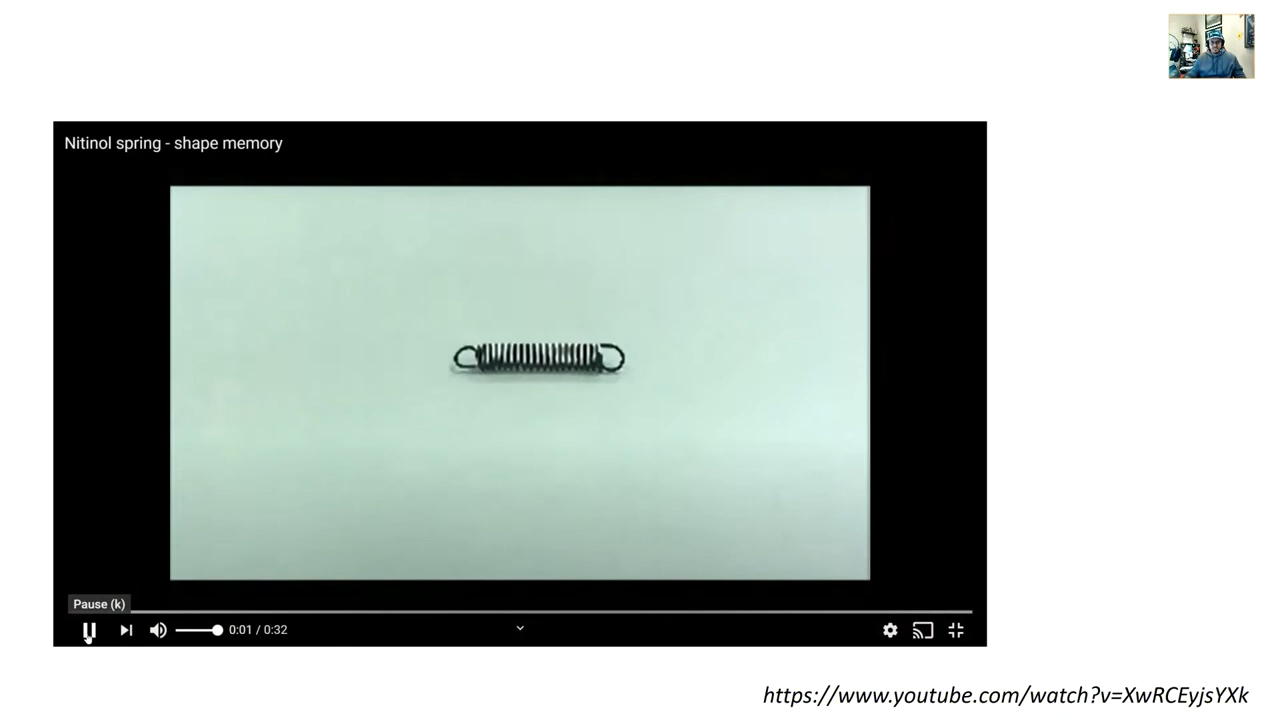 Nitinol spring - shape memory
Pause (k)
0:01 / 0:32
https://www.youtube.com/watch?v=XwRCEyjsYXk